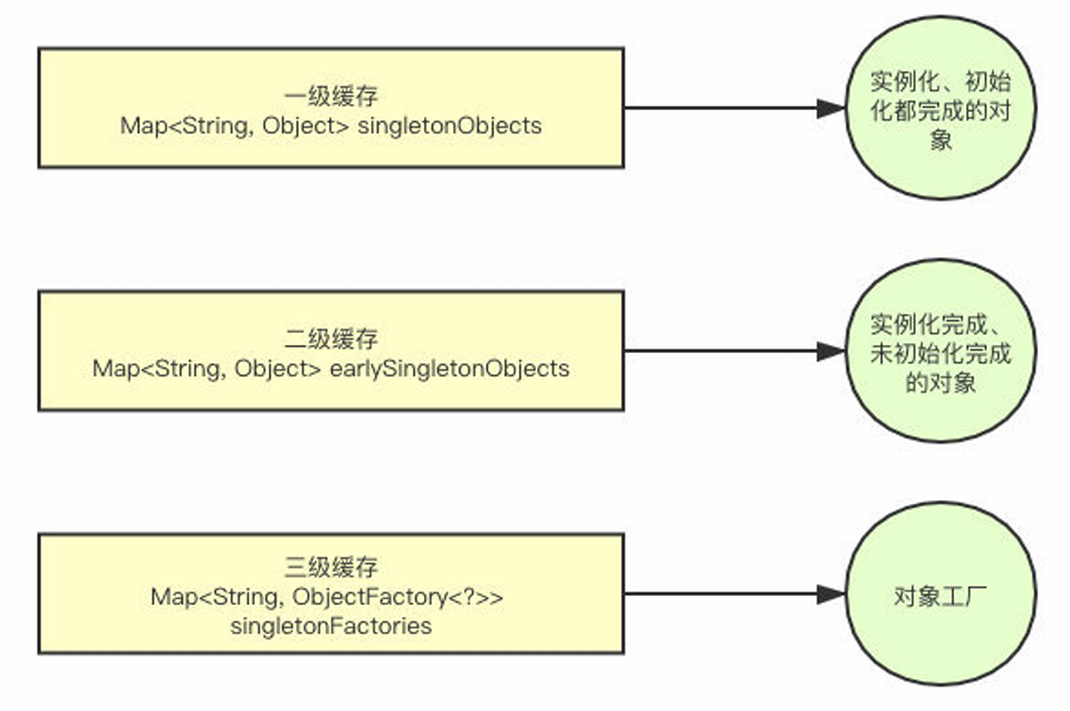 一级缓存
Map<String, Object> singletonObjects
实例化、初始
化都完成的对
象
二级缓存
Map<String, Object> earlySingletonObjects
实例化完成、
未初始化完成
的对象
三级缓存
Map<String, ObjectFactory<?>>
singletonFactories
对象工厂